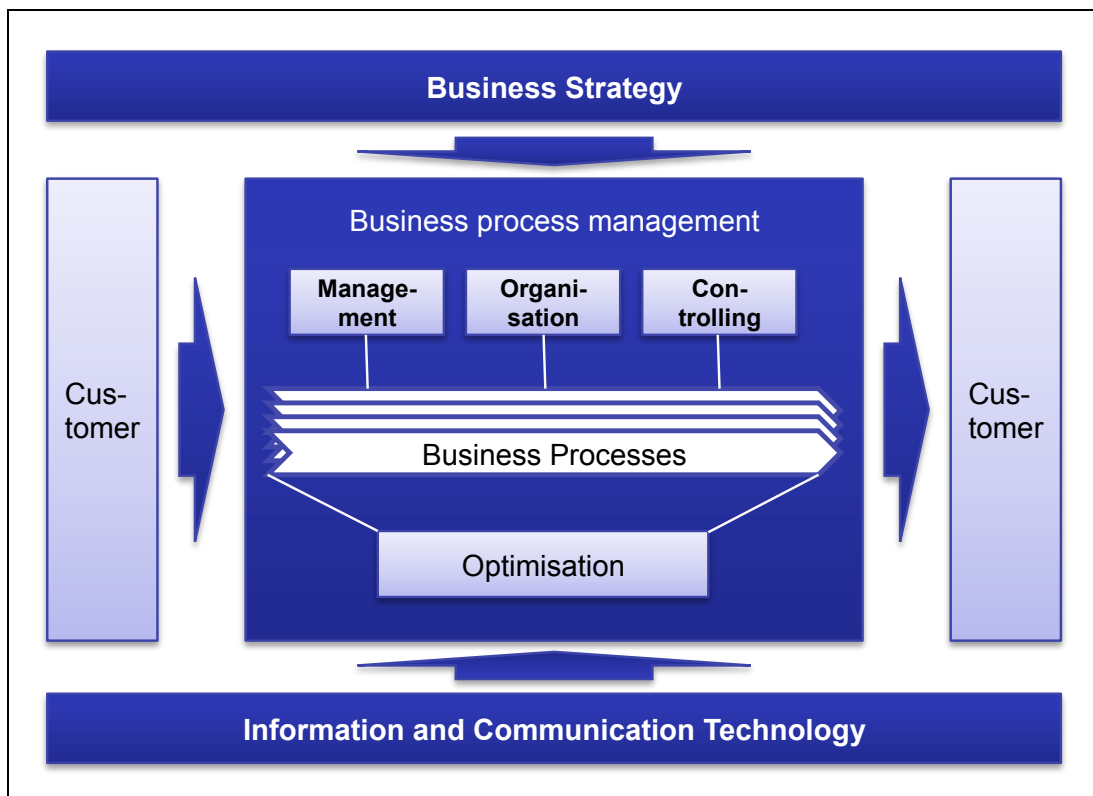 Business Strategy
Business process management
Manage-
ment
Organi-
sation
Con-
trolling
Cus-
tomer
Business Processes
Cus-
tomer
Optimisation
Information and Communication Technology